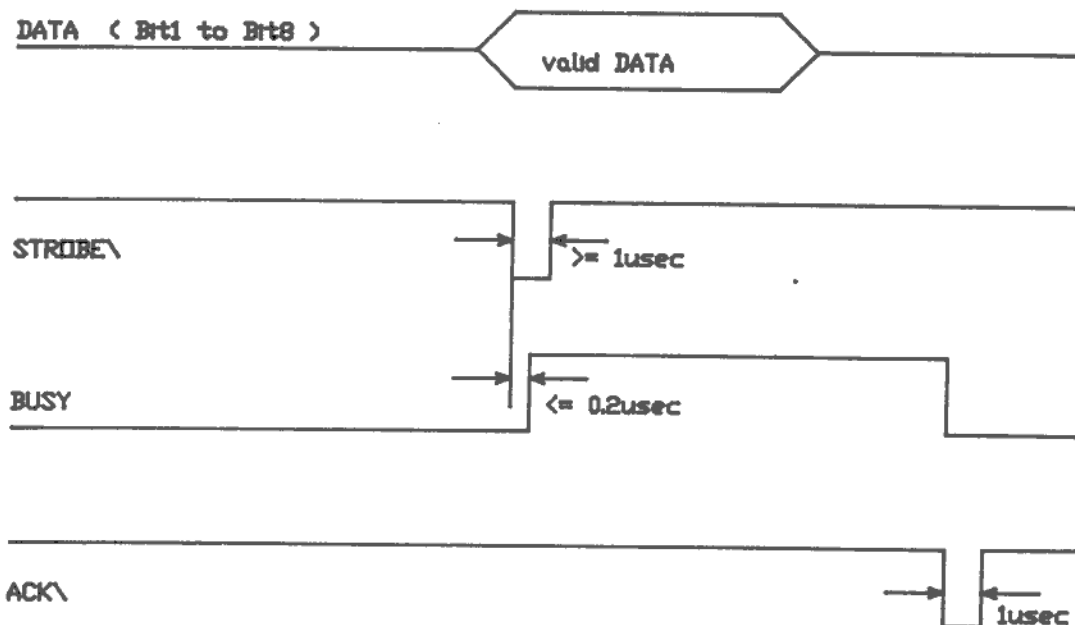 DATA ( Bit1 to Bit8 )
valid DATA
STROBE\
>= 1usec
BUSY
<= 0.2usec
ACK\
1usec